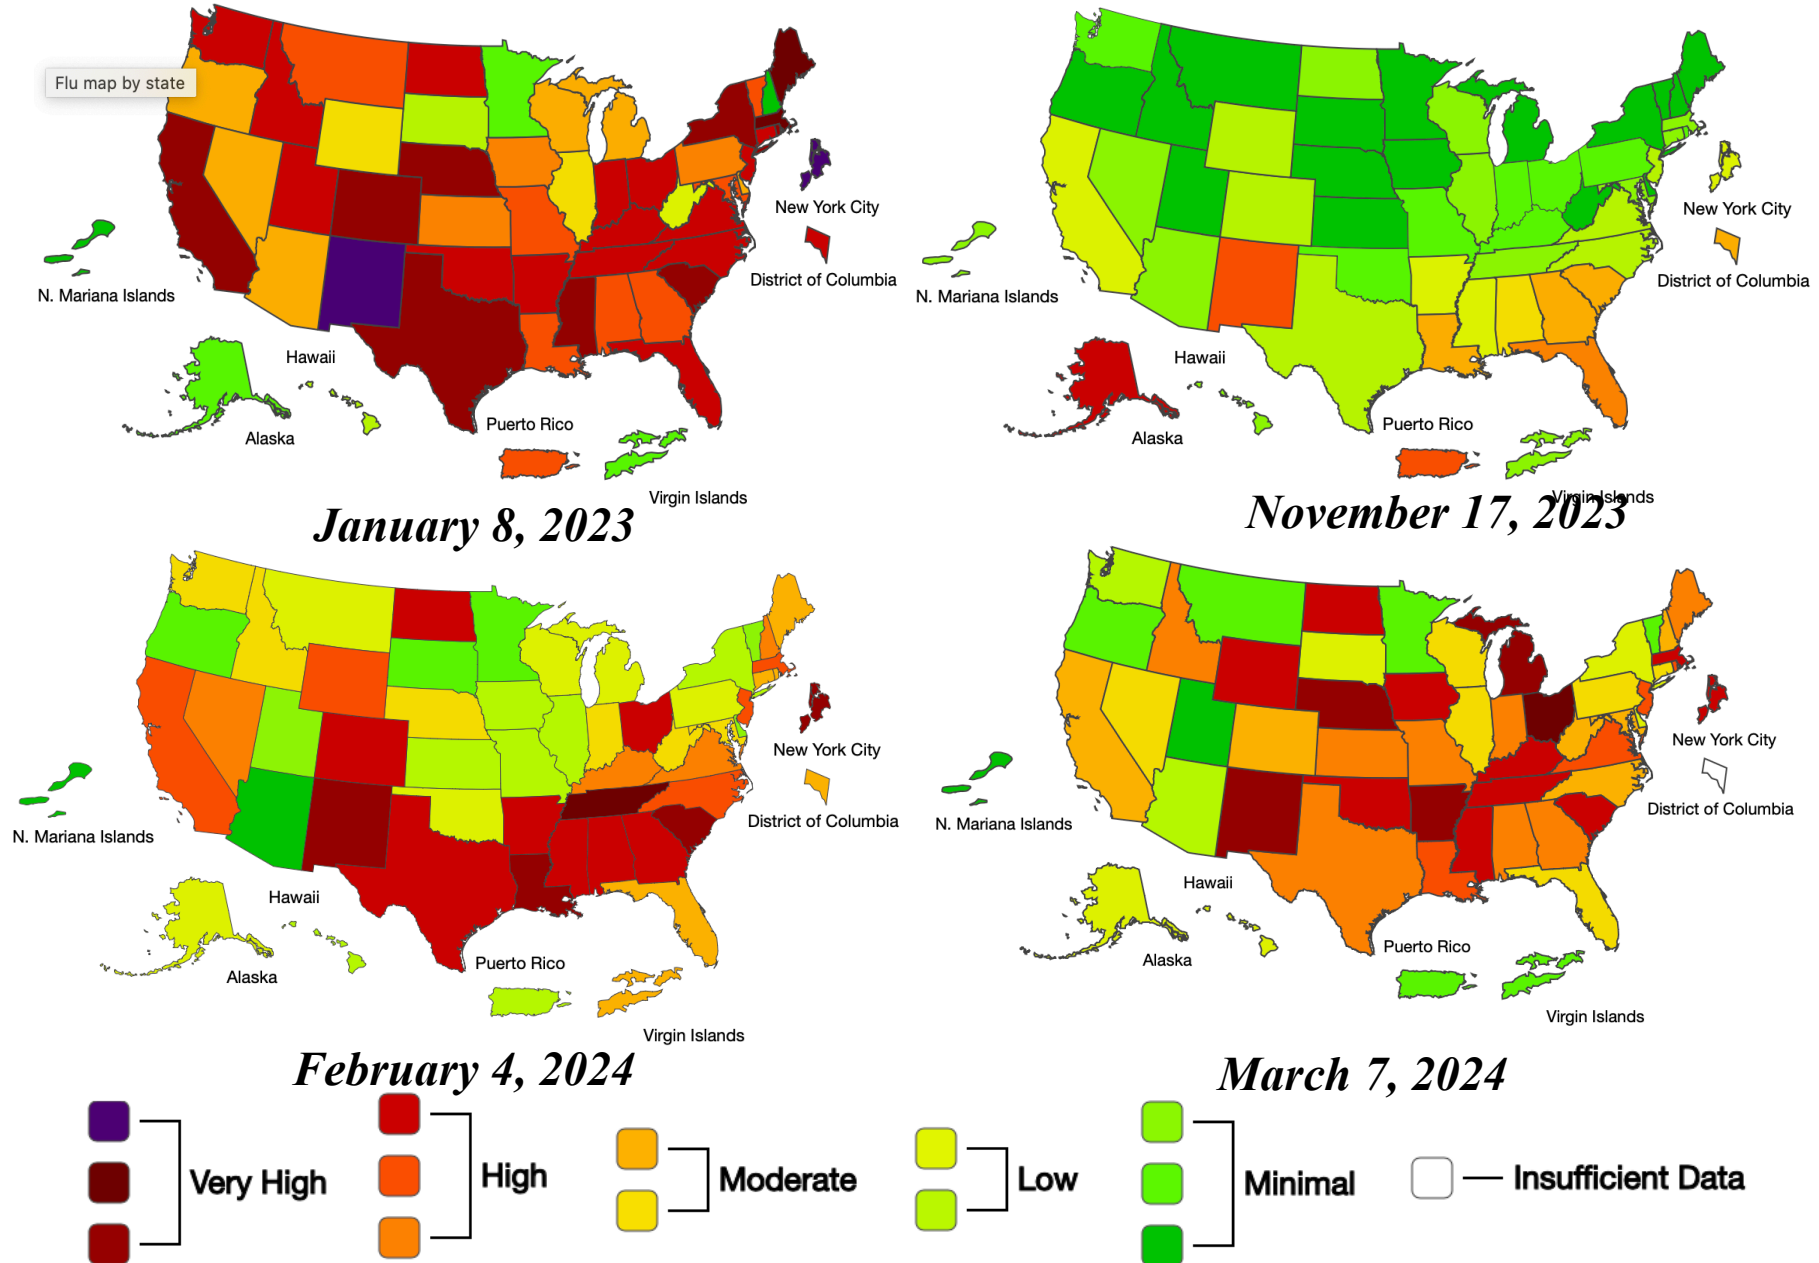 Flu map by state
New York City
District of Columbia
N. Mariana Islands
Hawaii
Alaska
Puerto Rico
Virgin Islands
January 8, 2023
New York City
District of Columbia
N. Mariana Islands
Hawaii
Alaska
Puerto Rico
Virgin Islands
November 17, 2023
New York City
District of Columbia
N. Mariana Islands
Hawaii
Alaska
Puerto Rico
Virgin Islands
February 4, 2024
New York City
District of Columbia
N. Mariana Islands
Hawaii
Alaska
Puerto Rico
Virgin Islands
March 7, 2024
Very High
High
Moderate
Low
Minimal
Insufficient Data